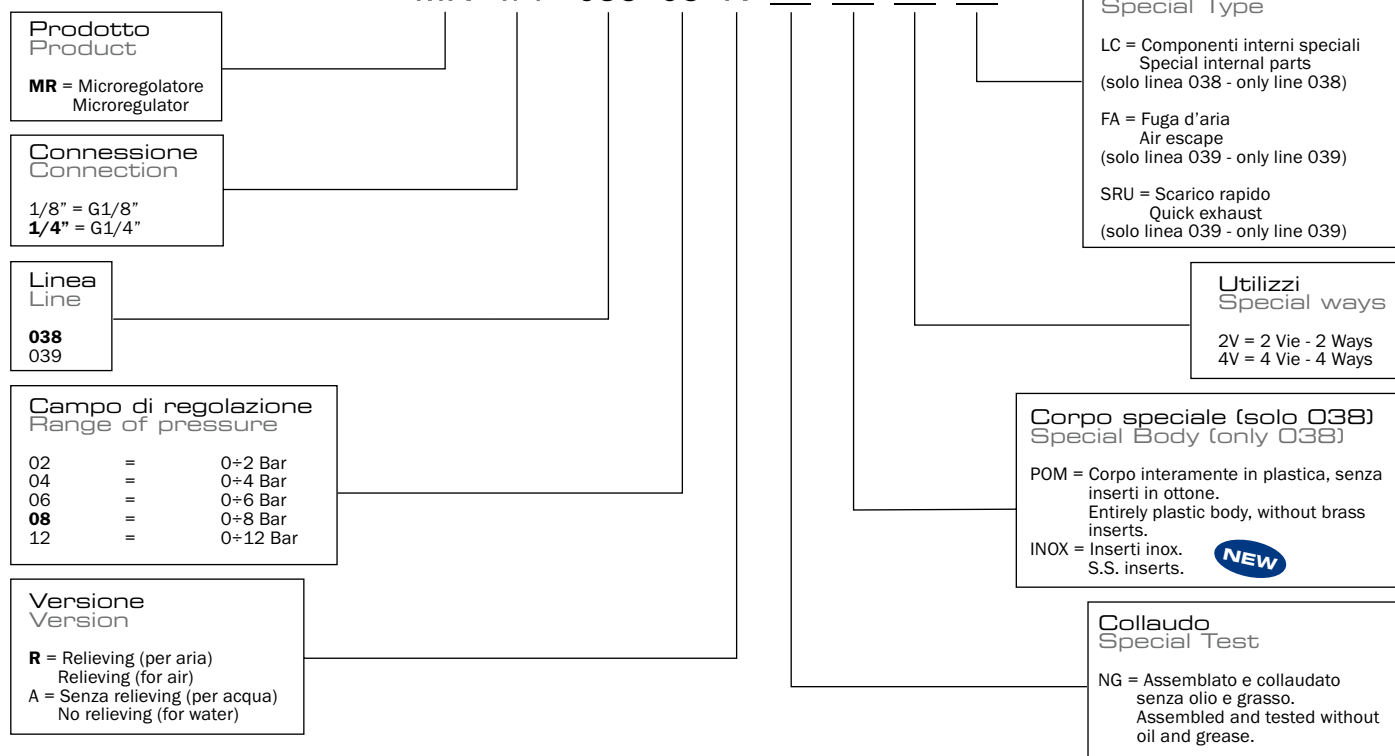 Prodotto
Product
MR = Microregolatore
Microregulator
Connessione
Connection
1/8” = G1/8”
1/4” = G1/4”
Linea
Line
038
039
Campo di regolazione
Range of pressure
02 = 0÷2 Bar
04 = 0÷4 Bar
06 = 0÷6 Bar
08 = 0÷8 Bar
12 = 0÷12 Bar
Versione
Version
R = Relieving (per aria)
Relieving (for air)
A = Senza relieving (per acqua)
No relieving (for water)
Special Type
LC = Componenti interni speciali
Special internal parts
(solo linea 038 - only line 038)
FA = Fuga d’aria
Air escape
(solo linea 039 - only line 039)
SRU = Scarico rapido
Quick exhaust
(solo linea 039 - only line 039)
Utilizzi
Special ways
2V = 2 Vie - 2 Ways
4V = 4 Vie - 4 Ways
Corpo speciale (solo 038)
Special Body (only 038)
POM = Corpo interamente in plastica, senza
inserti in ottone.
Entirely plastic body, without brass
inserts.
INOX = Inserti inox.
S.S. inserts.
NEW
Collaudo
Special Test
NG = Assemblato e collaudato
senza olio e grasso.
Assembled and tested without
oil and grease.